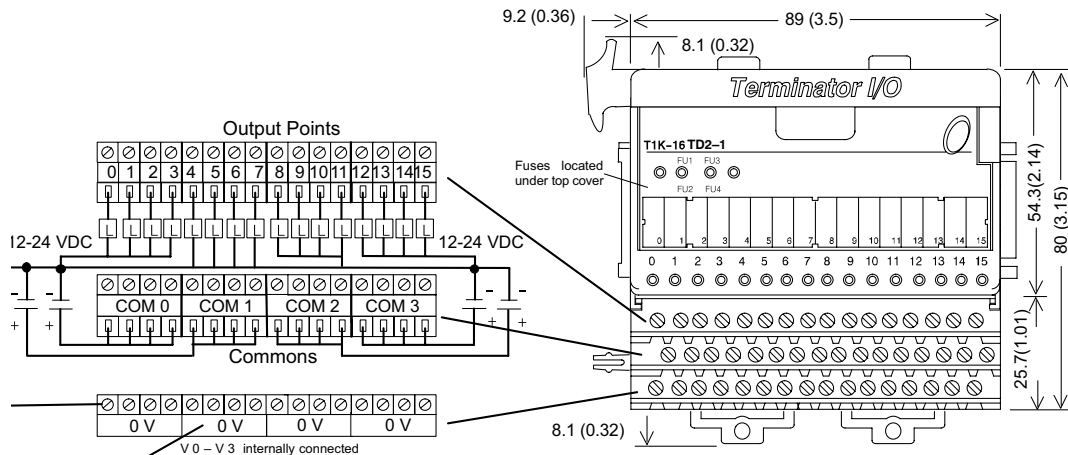 Output Points
0 1 2 3 4 5 6 7 8 9 10 11 12 13 14 15
L L L L L L L L L L L L L L L L
12-24 VDC
12-24 VDC
- - - -
+ + + +
COM 0 COM 1 COM 2 COM 3
Commons
0 V 0 V 0 V 0 V
V 0 – V 3 internally connected
9.2 (0.36)
89 (3.5)
8.1 (0.32)
Terminator I/O
T1K–16 TD2–1
Fuses located
under top cover
FU1 FU3
FU2 FU4
0 1 2 3 4 5 6 7 8 9 10 11 12 13 14 15
0 1 2 3 4 5 6 7 8 9 10 11 12 13 14 15
54.3(2.14)
80 (3.15)
25.7(1.01)
8.1 (0.32)